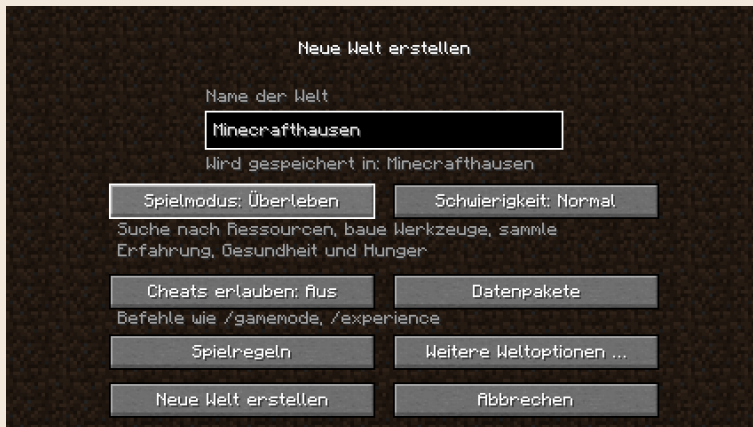 Neue Welt erstellen
Name der Welt
Minecrafthausen
Wird gespeichert in: Minecrafthausen
Spielmodus: Überleben
Schwierigkeit: Normal
Suche nach Ressourcen, baue Werkzeuge, sammle
Erfahrung, Gesundheit und Hunger
Cheats erlauben: Aus
Datenpakete
Befehle wie /gamemode, /experience
Spielregeln
Weitere Weltoptionen ...
Neue Welt erstellen
Abbrechen